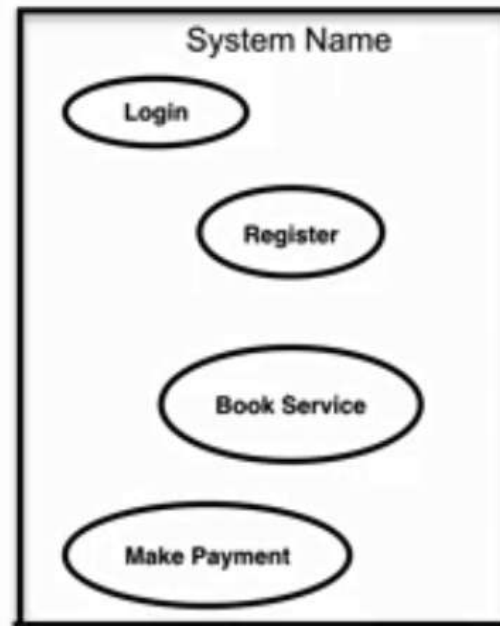 System Name
Login
Register
Book Service
Make Payment